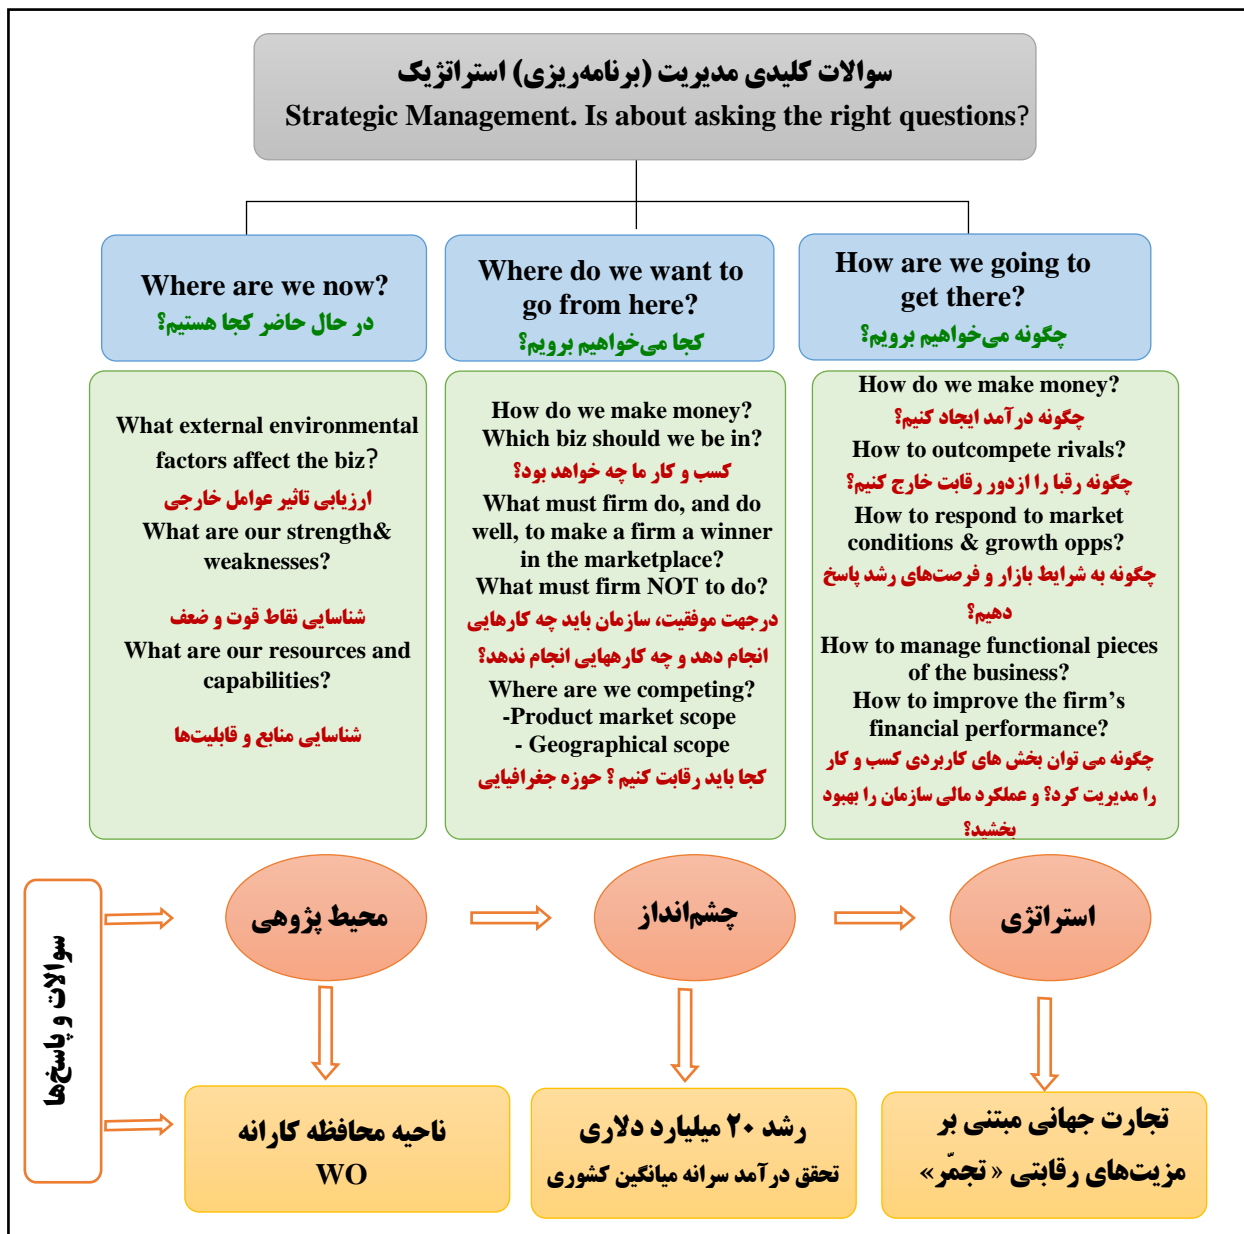 سوالات کلیدی مدیریت (برنامه‌ریزی) استراتژیک
Strategic Management. Is about asking the right questions?
Where are we now?
در حال حاضر کجا هستیم؟
Where do we want to
go from here?
کجا می‌خواهیم برویم؟
How are we going to
get there?
چگونه می‌خواهیم برویم؟
What external environmental
factors affect the biz?
ارزیابی تاثیر عوامل خارجی
What are our strength&
weaknesses?
شناسایی نقاط قوت و ضعف
What are our resources and
capabilities?
شناسایی منابع و قابلیت‌ها
How do we make money?
Which biz should we be in?
کسب و کار ما چه خواهد بود؟
What must firm do, and do
well, to make a firm a winner
in the marketplace?
What must firm NOT to do?
درجهت موفقیت، سازمان باید چه کارهایی
انجام دهد و چه کارههایی انجام ندهد؟
Where are we competing?
-Product market scope
- Geographical scope
کجا باید رقابت کنیم ؟ حوزه جغرافیایی
How do we make money?
چگونه درآمد ایجاد کنیم؟
How to outcompete rivals?
چگونه رقبا را ازدور رقابت خارج کنیم؟
How to respond to market
conditions & growth opps?
چگونه به شرایط بازار و فرصت‌های رشد پاسخ
دهیم؟
How to manage functional pieces
of the business?
How to improve the firm’s
financial performance?
چگونه می توان بخش های کاربردی کسب و کار
را مدیریت کرد؟ و عملکرد مالی سازمان را بهبود
بخشید؟
سوالات و پاسخ‌ها
محیط پژوهی
چشم‌انداز
استراتژی
ناحیه محافظه کارانه
WO
رشد ۲۰ میلیارد دلاری
تحقق درآمد سرانه میانگین کشوری
تجارت جهانی مبتنی بر
مزیت‌های رقابتی « تجمّر»